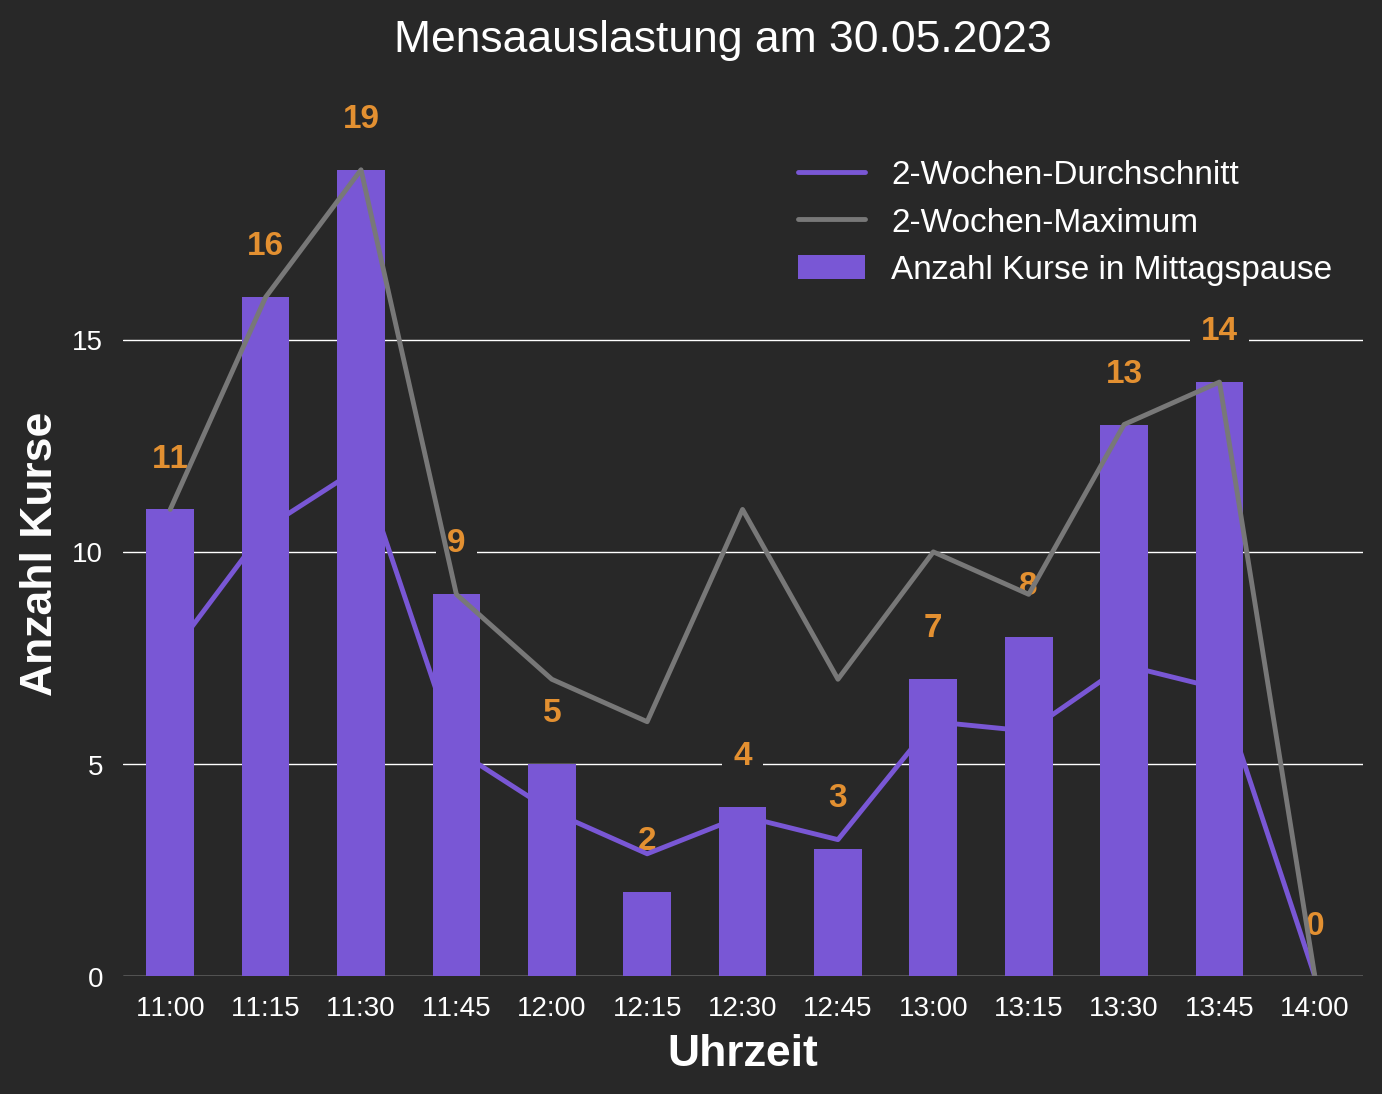 Mensaauslastung am 30.05.2023
19
2-Wochen-Durchschnitt
2-Wochen-Maximum
Anzahl Kurse in Mittagspause
16
14
13
11
9
8
7
5
4
3
2
0
15
10
5
0
Anzahl Kurse
11:00 11:15 11:30 11:45 12:00 12:15 12:30 12:45 13:00 13:15 13:30 13:45 14:00
Uhrzeit